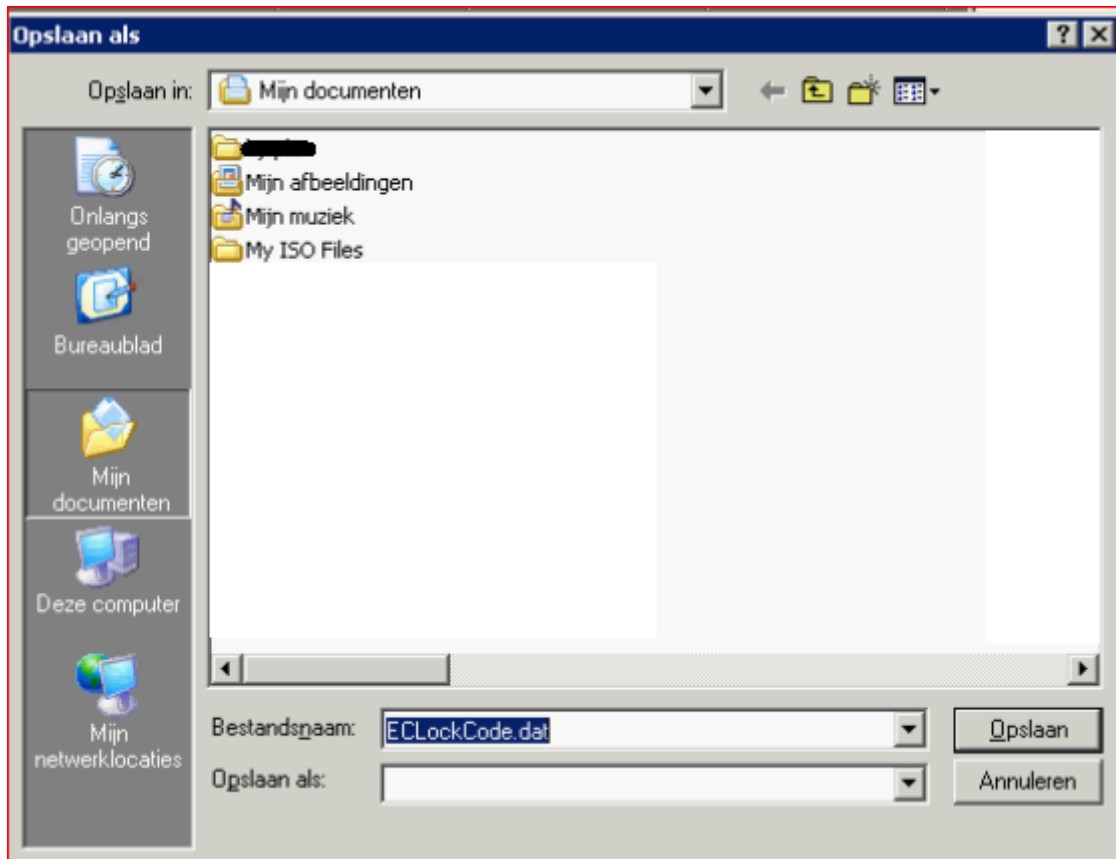 Opslaan als
Opslaan in:
Mijn documenten
Onlangs
geopend
Bureaublad
Mijn
documenten
Deze computer
Mijn
netwerklocaties
Mijn afbeeldingen
Mijn muziek
My ISO Files
Bestandsnaam:
ECLockCode.dat
Opslaan
Opslaan als:
Annuleren